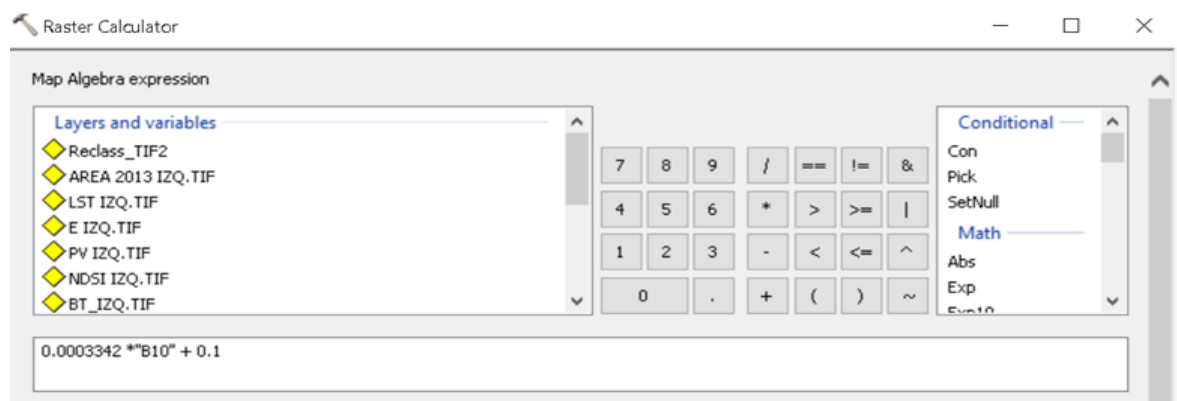 Raster Calculator
Map Algebra expression
Layers and variables
Reclass_TIF2
AREA 2013 IZQ.TIF
LST IZQ.TIF
E IZQ.TIF
PV IZQ.TIF
NDSI IZQ.TIF
BT_IZQ.TIF
7 8 9 / == != &
4 5 6 * > >= |
1 2 3 - < <= ^
0 . + ( ) ~
Conditional
Con
Pick
SetNull
Math
Abs
Exp
Exp10
0.0003342 *"B10" + 0.1